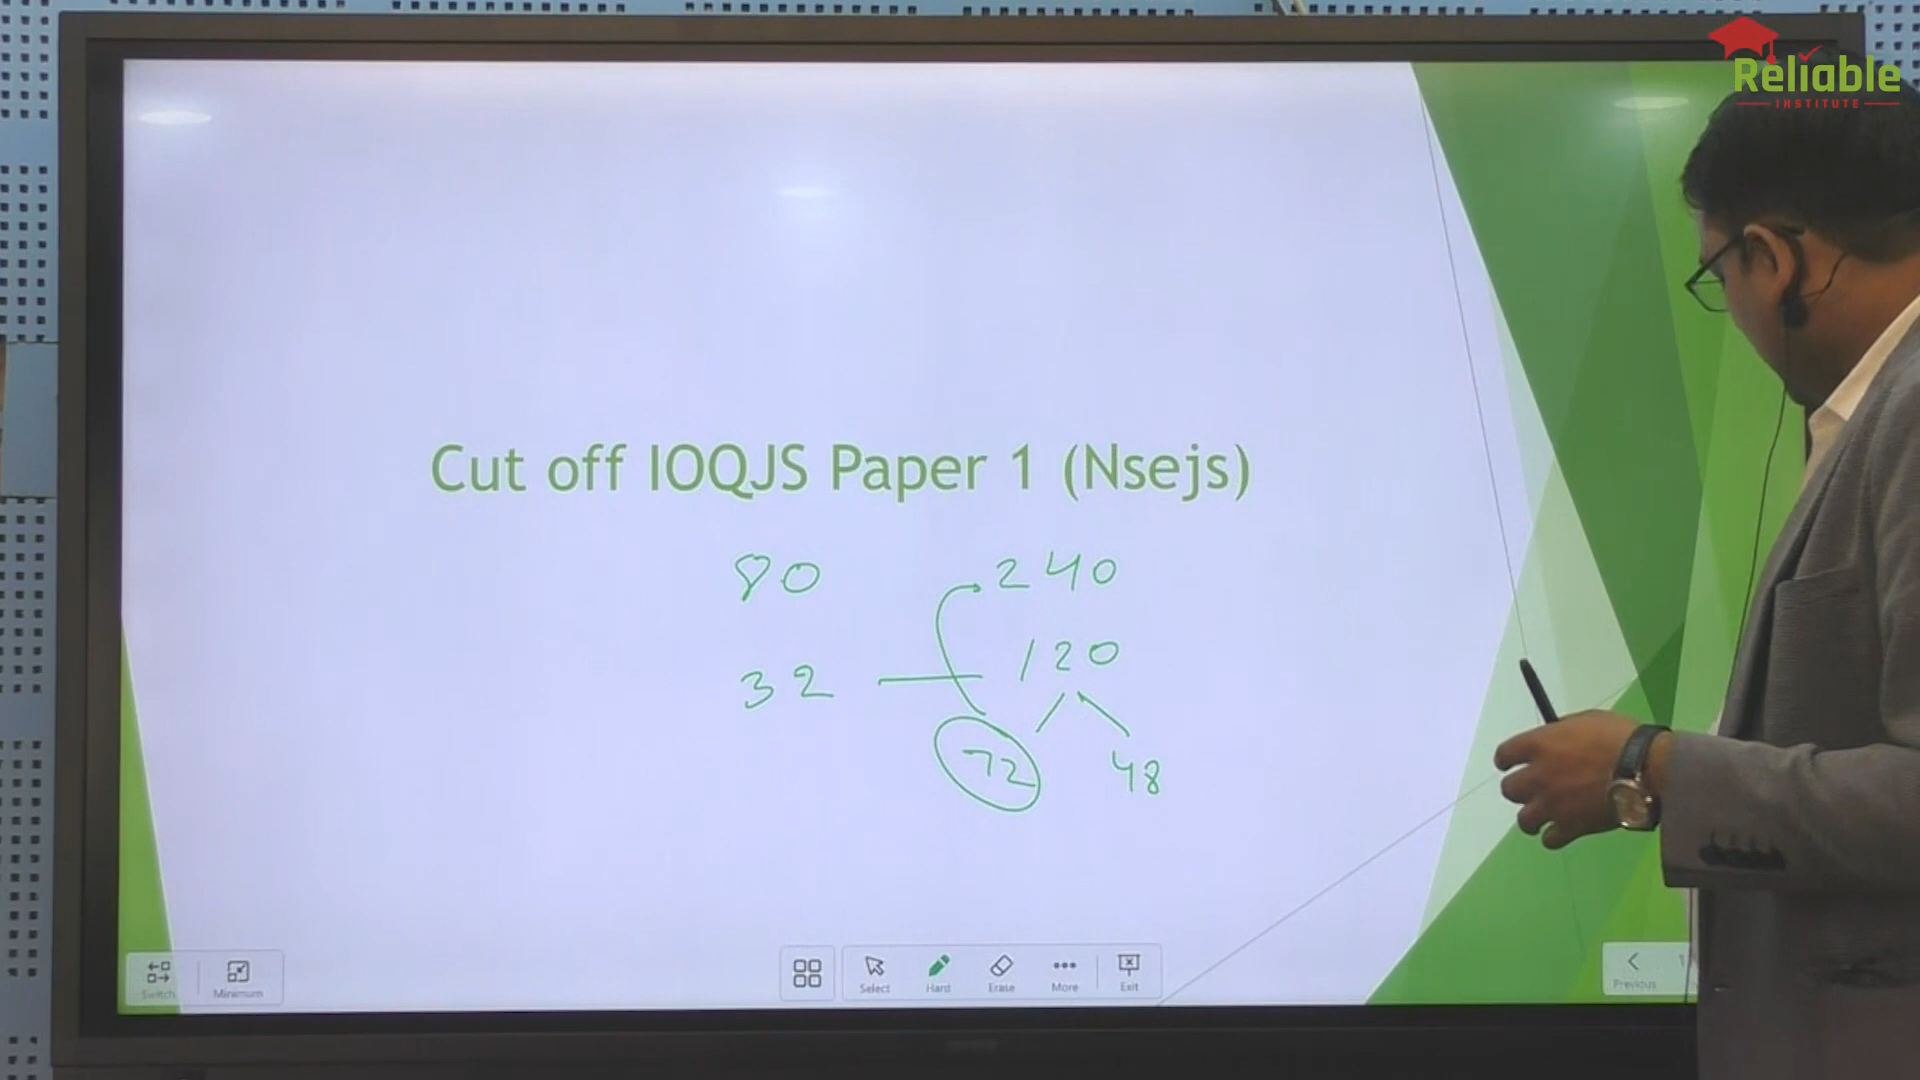 Reliable
INSTITUTE
Cut off IOQJS Paper 1 (Nsejs)
80 240
32 120
72 48
Switch Minimum Select Hard Erase More Exit Previous